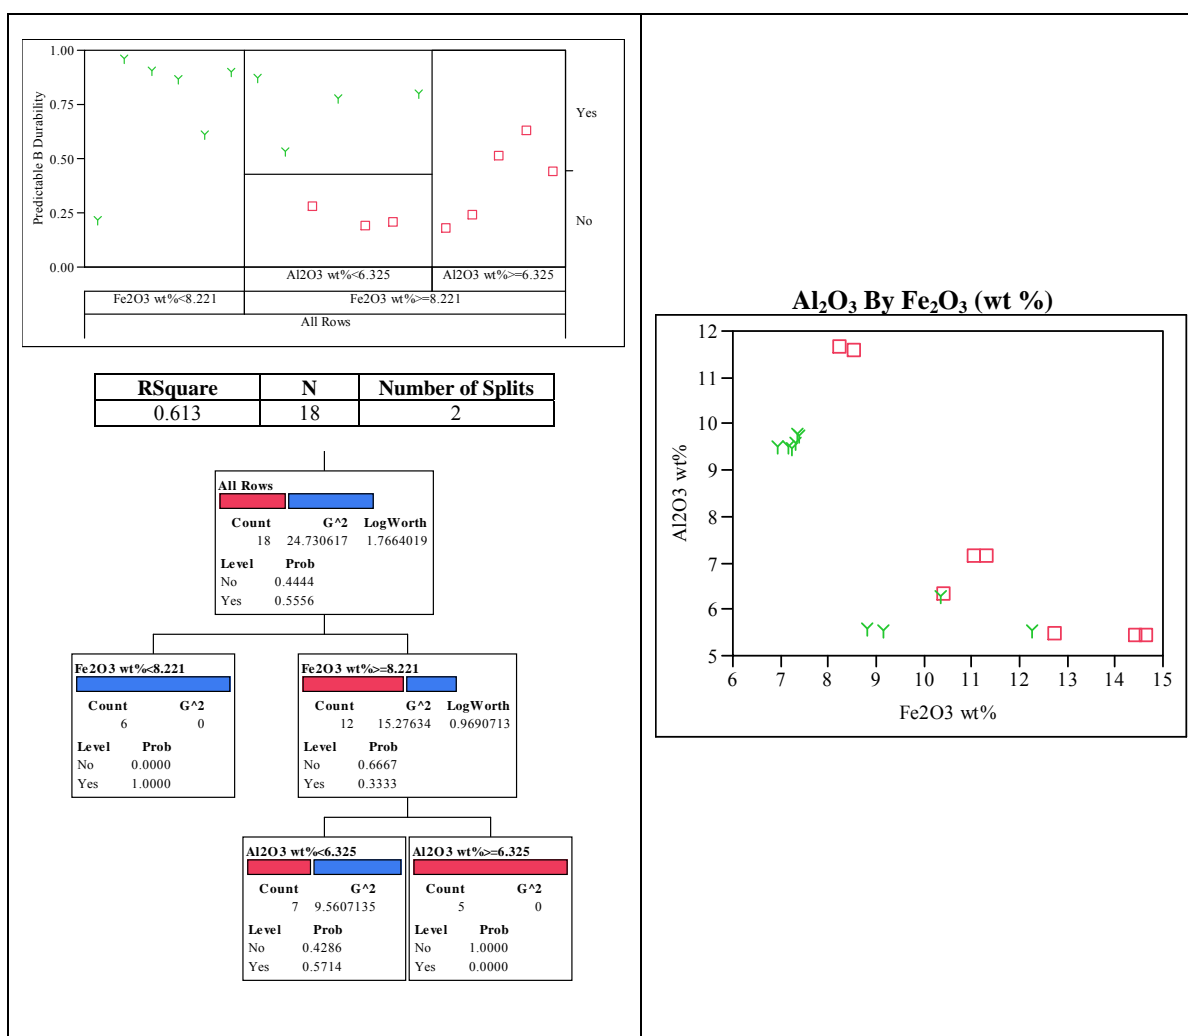 1.00
0.75
0.50
0.25
0.00
Predictable B Durability
Yes
No
Al2O3 wt%<6.325 Al2O3 wt%>=6.325
Fe2O3 wt%<8.221 Fe2O3 wt%>=8.221
All Rows
RSquare N Number of Splits
0.613 18 2
All Rows
Count G^2 LogWorth
18 24.730617 1.7664019
Level Prob
No 0.4444
Yes 0.5556
Fe2O3 wt%<8.221
Count G^2
6 0
Level Prob
No 0.0000
Yes 1.0000
Fe2O3 wt%>=8.221
Count G^2 LogWorth
12 15.27634 0.9690713
Level Prob
No 0.6667
Yes 0.3333
Al2O3 wt%<6.325
Count G^2
7 9.5607135
Level Prob
No 0.4286
Yes 0.5714
Al2O3 wt%>=6.325
Count G^2
5 0
Level Prob
No 1.0000
Yes 0.0000
Al₂O₃ By Fe₂O₃ (wt %)
12
11
10
9
8
7
6
5
Al2O3 wt%
6 7 8 9 10 11 12 13 14 15
Fe2O3 wt%